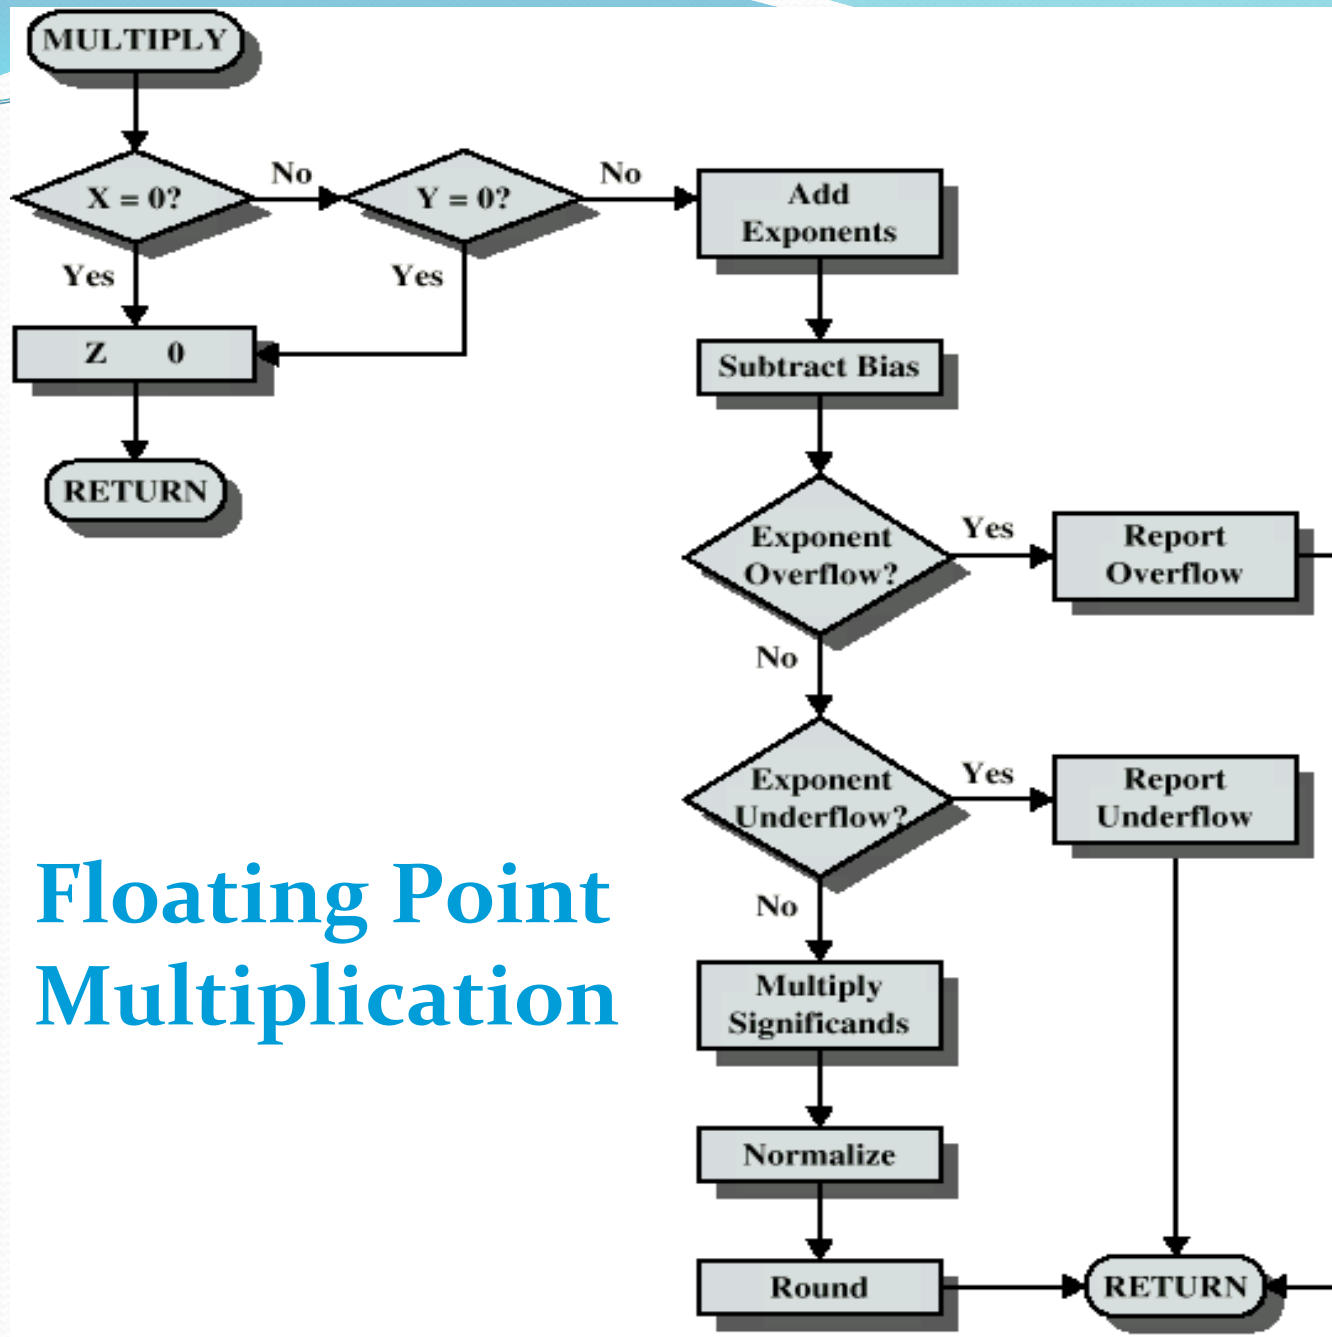 MULTIPLY
X = 0?
No
Y = 0?
No
Add
Exponents
Yes
Yes
Z 0
Subtract Bias
RETURN
Exponent
Overflow?
Yes
Report
Overflow
No
Exponent
Underflow?
Yes
Report
Underflow
No
Floating Point
Multiplication
Multiply
Significands
Normalize
Round
RETURN